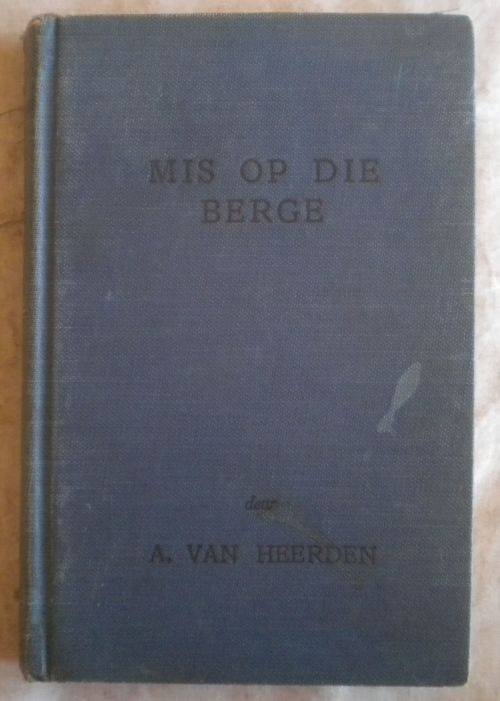 MIS OP DIE
BERGE
deur
A. VAN HEERDEN